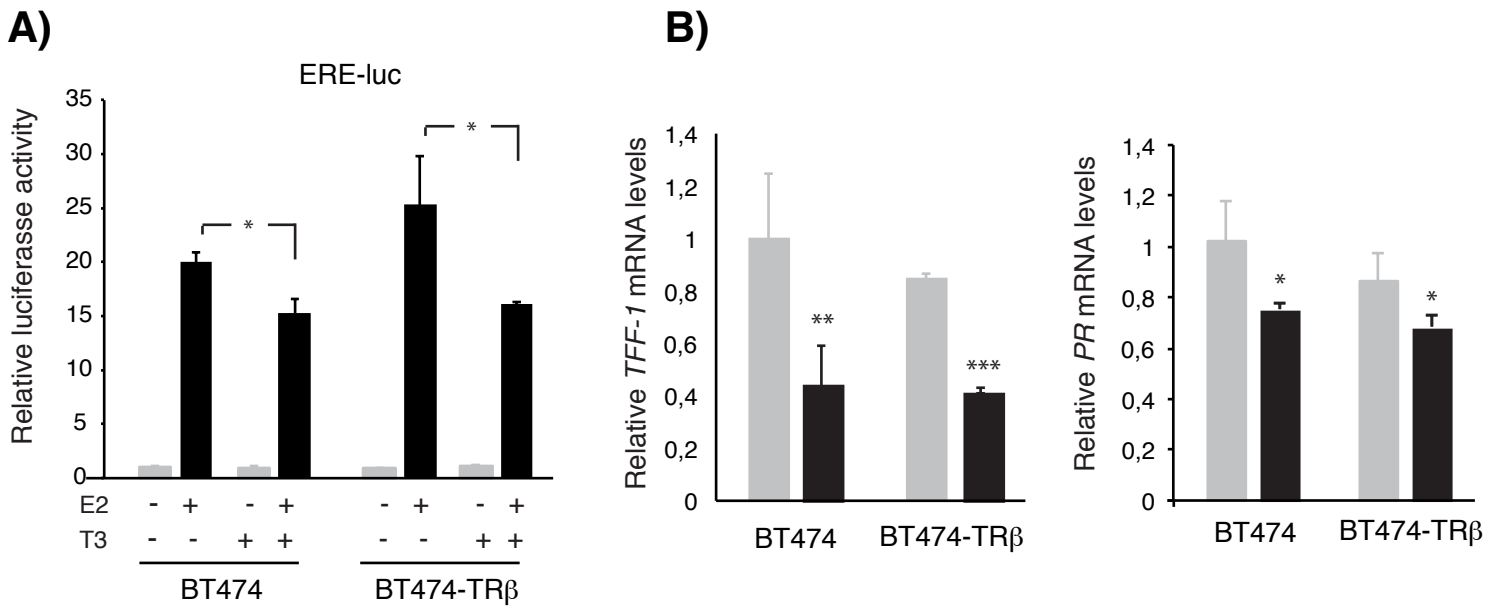 A)
ERE-luc
Relative luciferasse activity
35
30
25
20
15
10
5
0
*
*
E2 - + - + - + - +
T3 - - + + - - + +
BT474 BT474-TRβ
B)
Relative TFF-1 mRNA levels
1,4
1,2
1
0,8
0,6
0,4
0,2
0
**
***
BT474 BT474-TRβ
Relative PR mRNA levels
1,4
1,2
1
0,8
0,6
0,4
0,2
0
*
*
BT474 BT474-TRβ